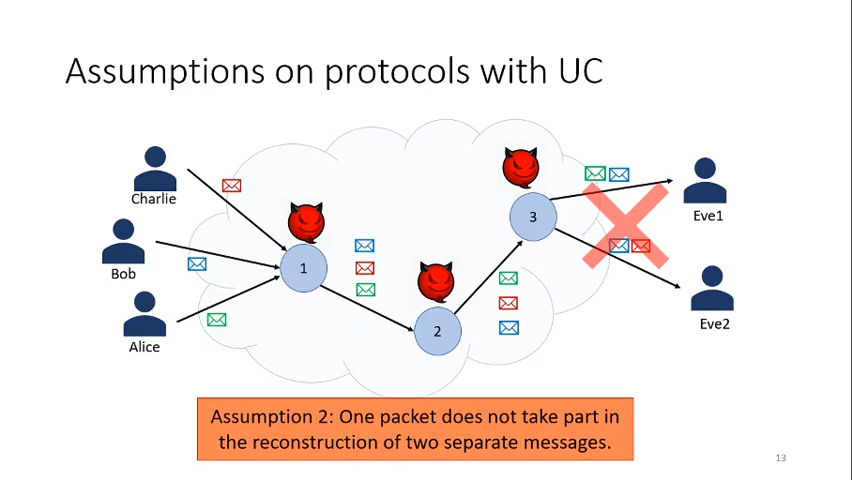 Assumptions on protocols with UC
Charlie
Bob
Alice
1
2
3
Eve1
Eve2
Assumption 2: One packet does not take part in
the reconstruction of two separate messages.
13